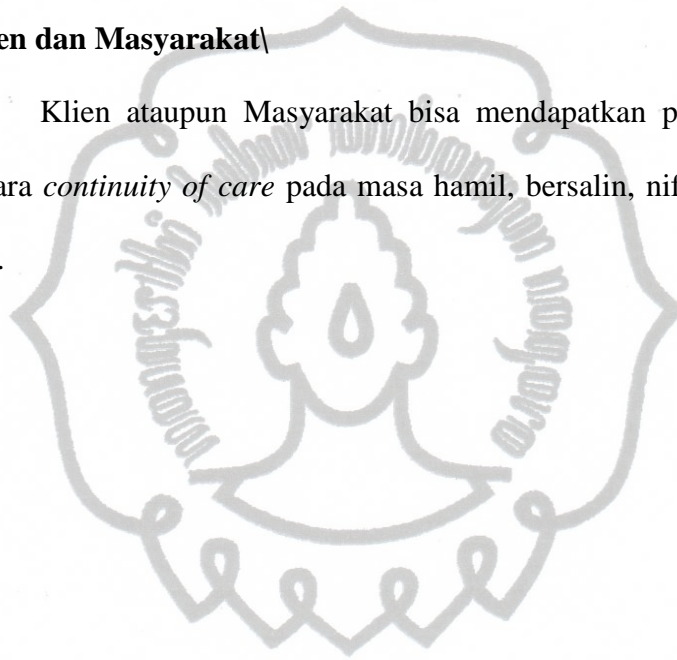 en dan Masyarakat\
Klien ataupun Masyarakat bisa mendapatkan p
ara continuity of care pada masa hamil, bersalin, nif
.